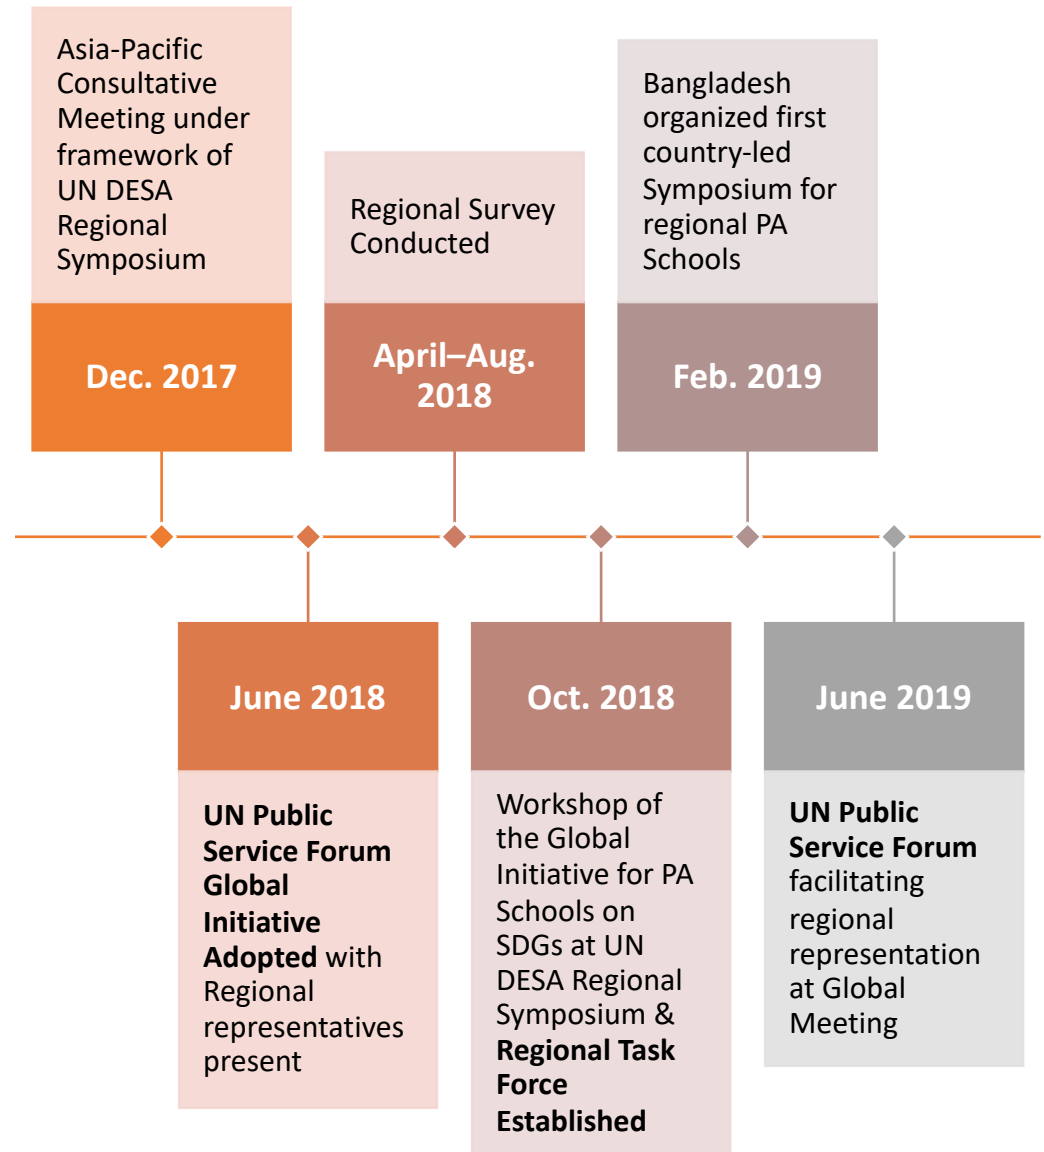 Asia-Pacific
Consultative
Meeting under
framework of
UN DESA
Regional
Symposium
Dec. 2017
Regional Survey
Conducted
April–Aug.
2018
Bangladesh
organized first
country-led
Symposium for
regional PA
Schools
Feb. 2019
June 2018
UN Public
Service Forum
Global
Initiative
Adopted with
Regional
representatives
present
Oct. 2018
Workshop of
the Global
Initiative for PA
Schools on
SDGs at UN
DESA Regional
Symposium &
Regional Task
Force
Established
June 2019
UN Public
Service Forum
facilitating
regional
representation
at Global
Meeting